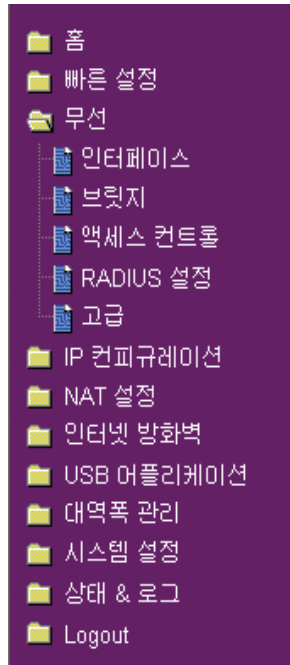 홈
빠른 설정
무선
인터페이스
브릿지
액세스 컨트롤
RADIUS 설정
고급
IP 컨피규레이션
NAT 설정
인터넷 방화벽
USB 어플리케이션
대역폭 관리
시스템 설정
상태 & 로그
Logout